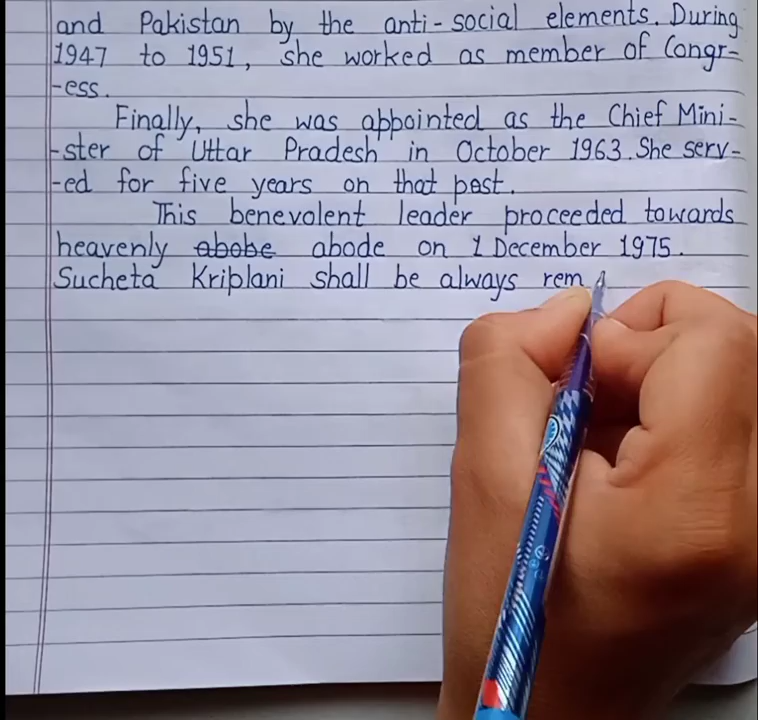 and Pakistan by the anti-social elements. During
1947 to 1951, she worked as member of Congr-
-ess.
Finally, she was appointed as the Chief Mini-
-ster of Uttar Pradesh in October 1963. She serv-
-ed for five years on that post.
This benevolent leader proceeded towards
heavenly abobe abode on 1 December 1975.
Sucheta Kriplani shall be always rem